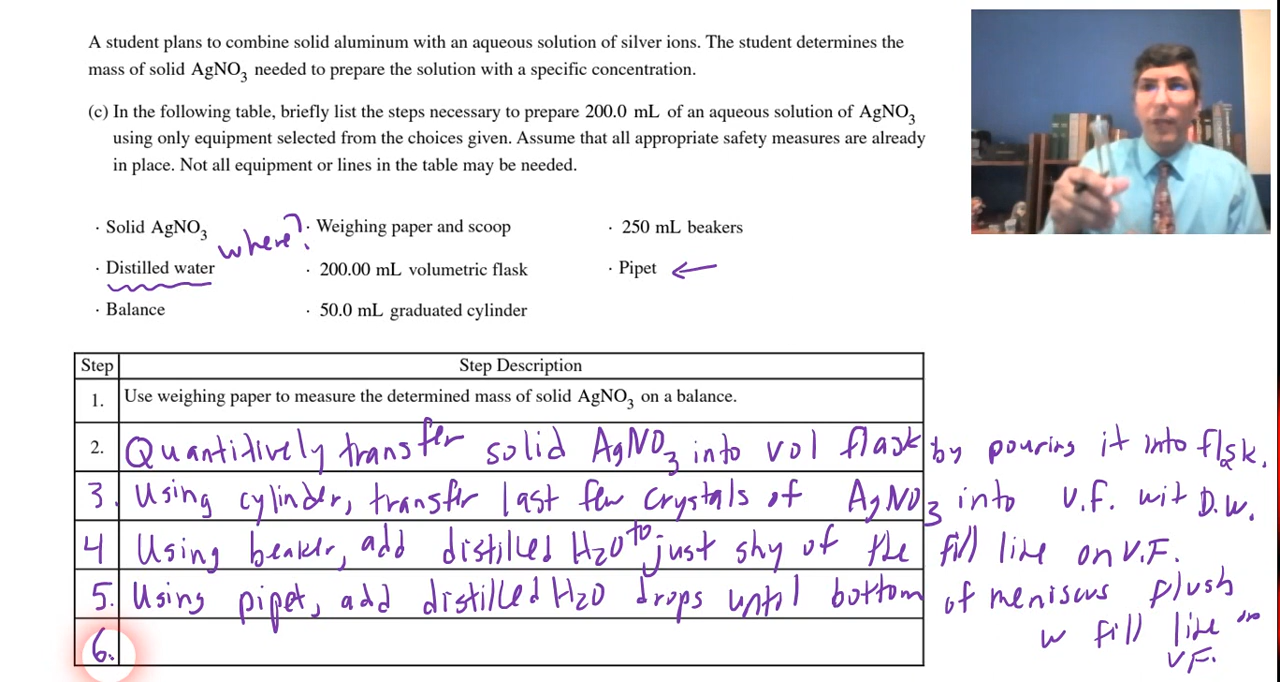 A student plans to combine solid aluminum with an aqueous solution of silver ions. The student determines the
mass of solid AgNO₃ needed to prepare the solution with a specific concentration.
(c) In the following table, briefly list the steps necessary to prepare 200.0 mL of an aqueous solution of AgNO₃
using only equipment selected from the choices given. Assume that all appropriate safety measures are already
in place. Not all equipment or lines in the table may be needed.
· Solid AgNO₃ where? · Weighing paper and scoop · 250 mL beakers
· Distilled water · 200.00 mL volumetric flask · Pipet ←
· Balance · 50.0 mL graduated cylinder
Step Step Description
1. Use weighing paper to measure the determined mass of solid AgNO₃ on a balance.
2. Quantitively transfer solid AgNO₃ into vol flask by pouring it into flask.
3. Using cylinder, transfer last few crystals of AgNO₃ into v.f. wit D.W.
4 Using beaker, add distilled H₂O to just shy of the fill line on V.F.
5. Using pipet, add distilled H₂O drops until bottom of meniscus flush
w fill line on
VF.
6.